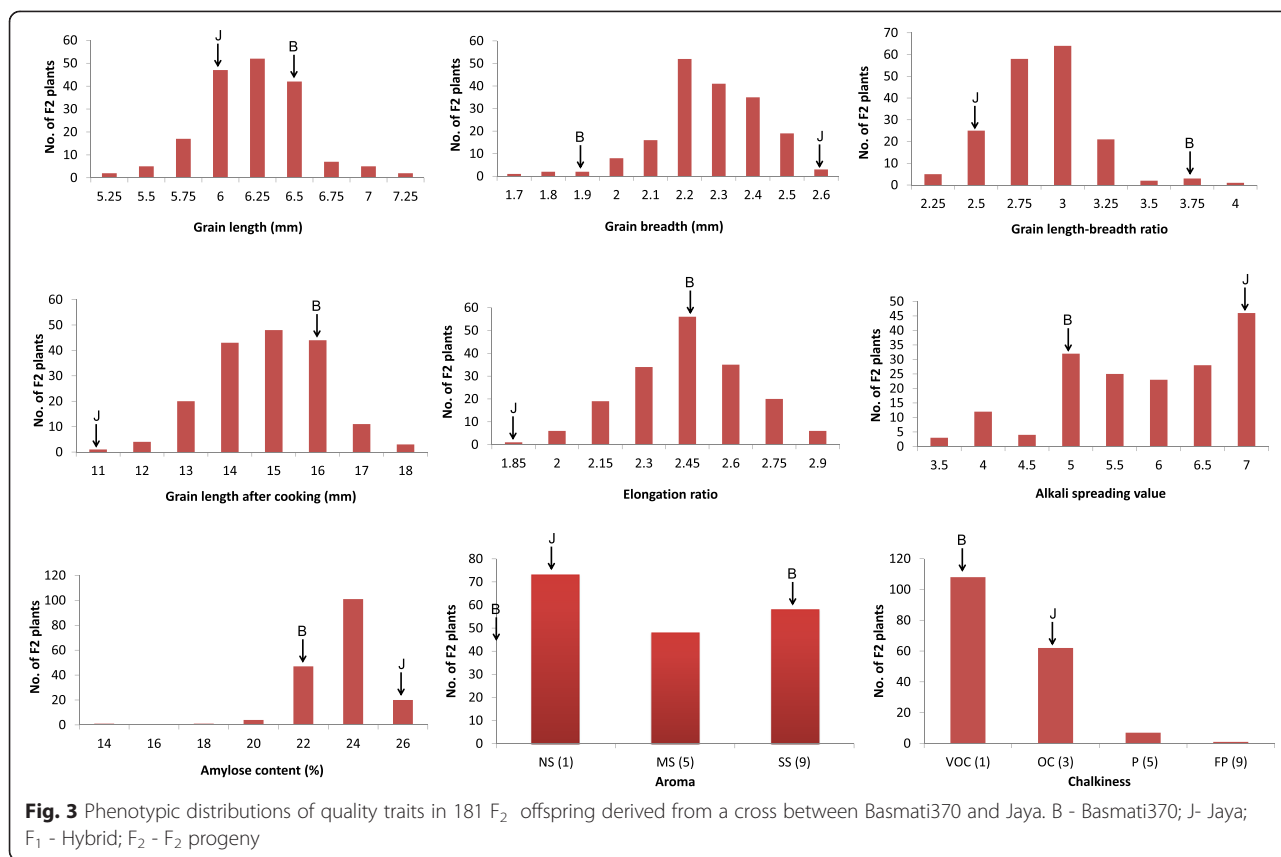 No. of F2 plants
60
50
40
30
20
10
0
J
B
5.25 5.5 5.75 6 6.25 6.5 6.75 7 7.25
Grain length (mm)
No. of F2 plants
60
50
40
30
20
10
0
B
J
1.7 1.8 1.9 2 2.1 2.2 2.3 2.4 2.5 2.6
Grain breadth (mm)
No. of F2 plants
70
60
50
40
30
20
10
0
J
B
2.25 2.5 2.75 3 3.25 3.5 3.75 4
Grain length-breadth ratio
No. of F2 plants
60
50
40
30
20
10
0
J
B
11 12 13 14 15 16 17 18
Grain length after cooking (mm)
No. of F2 plants
60
50
40
30
20
10
0
J
B
1.85 2 2.15 2.3 2.45 2.6 2.75 2.9
Elongation ratio
No. of F2 plants
50
45
40
35
30
25
20
15
10
5
0
B
J
3.5 4 4.5 5 5.5 6 6.5 7
Alkali spreading value
No. of F2 plants
120
100
80
60
40
20
0
B
J
14 16 18 20 22 24 26
Amylose content (%)
No. of F2 plants
80
70
60
50
40
30
20
10
0
B
J
B
NS (1) MS (5) SS (9)
Aroma
No. of F2 plants
120
100
80
60
40
20
0
B
J
VOC (1) OC (3) P (5) FP (9)
Chalkiness
Fig. 3 Phenotypic distributions of quality traits in 181 F2 offspring derived from a cross between Basmati370 and Jaya. B - Basmati370; J- Jaya;
F1 - Hybrid; F2 - F2 progeny